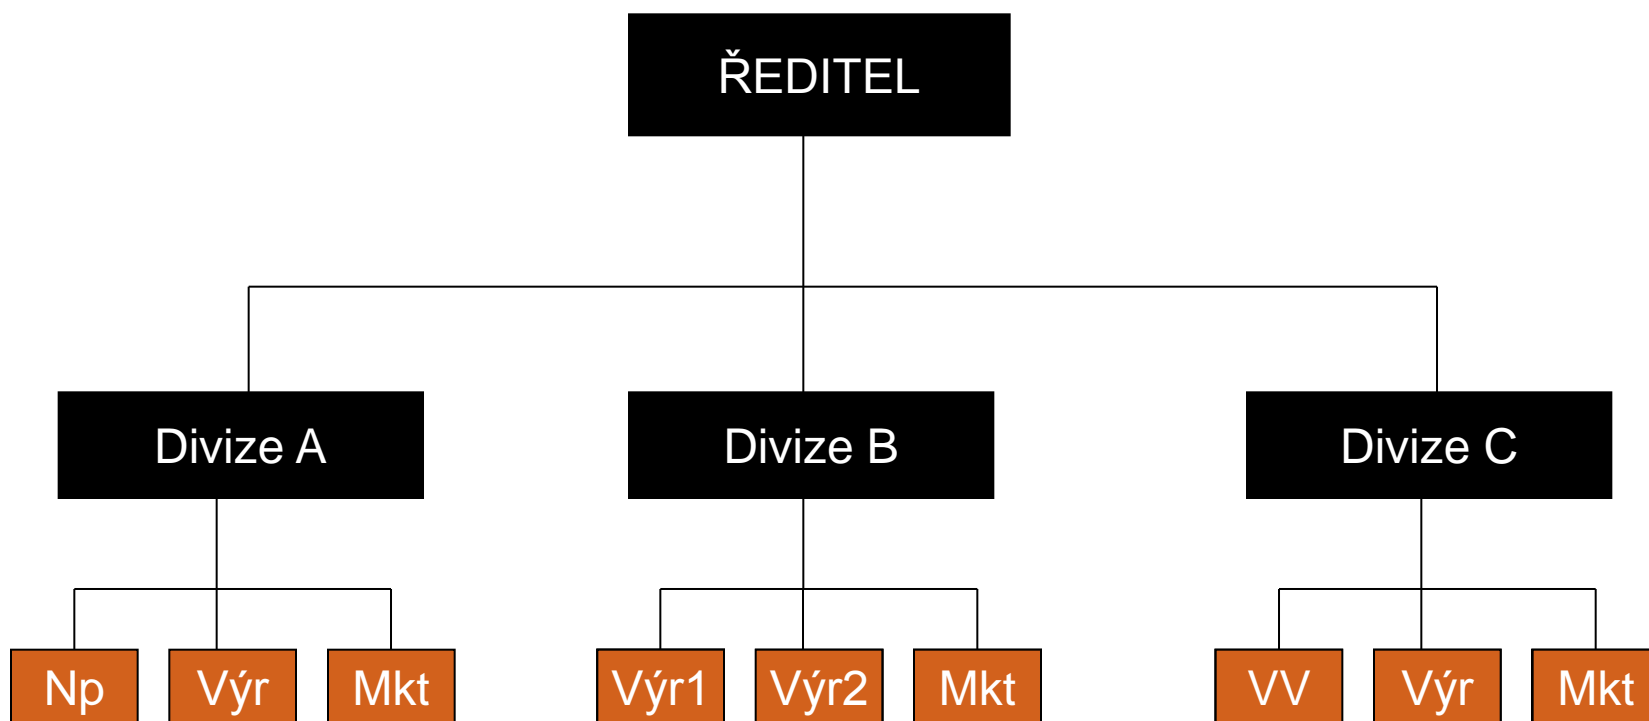 ŘEDITEL
Divize A
Divize B
Divize C
Np
Výr
Mkt
Výr1
Výr2
Mkt
VV
Výr
Mkt